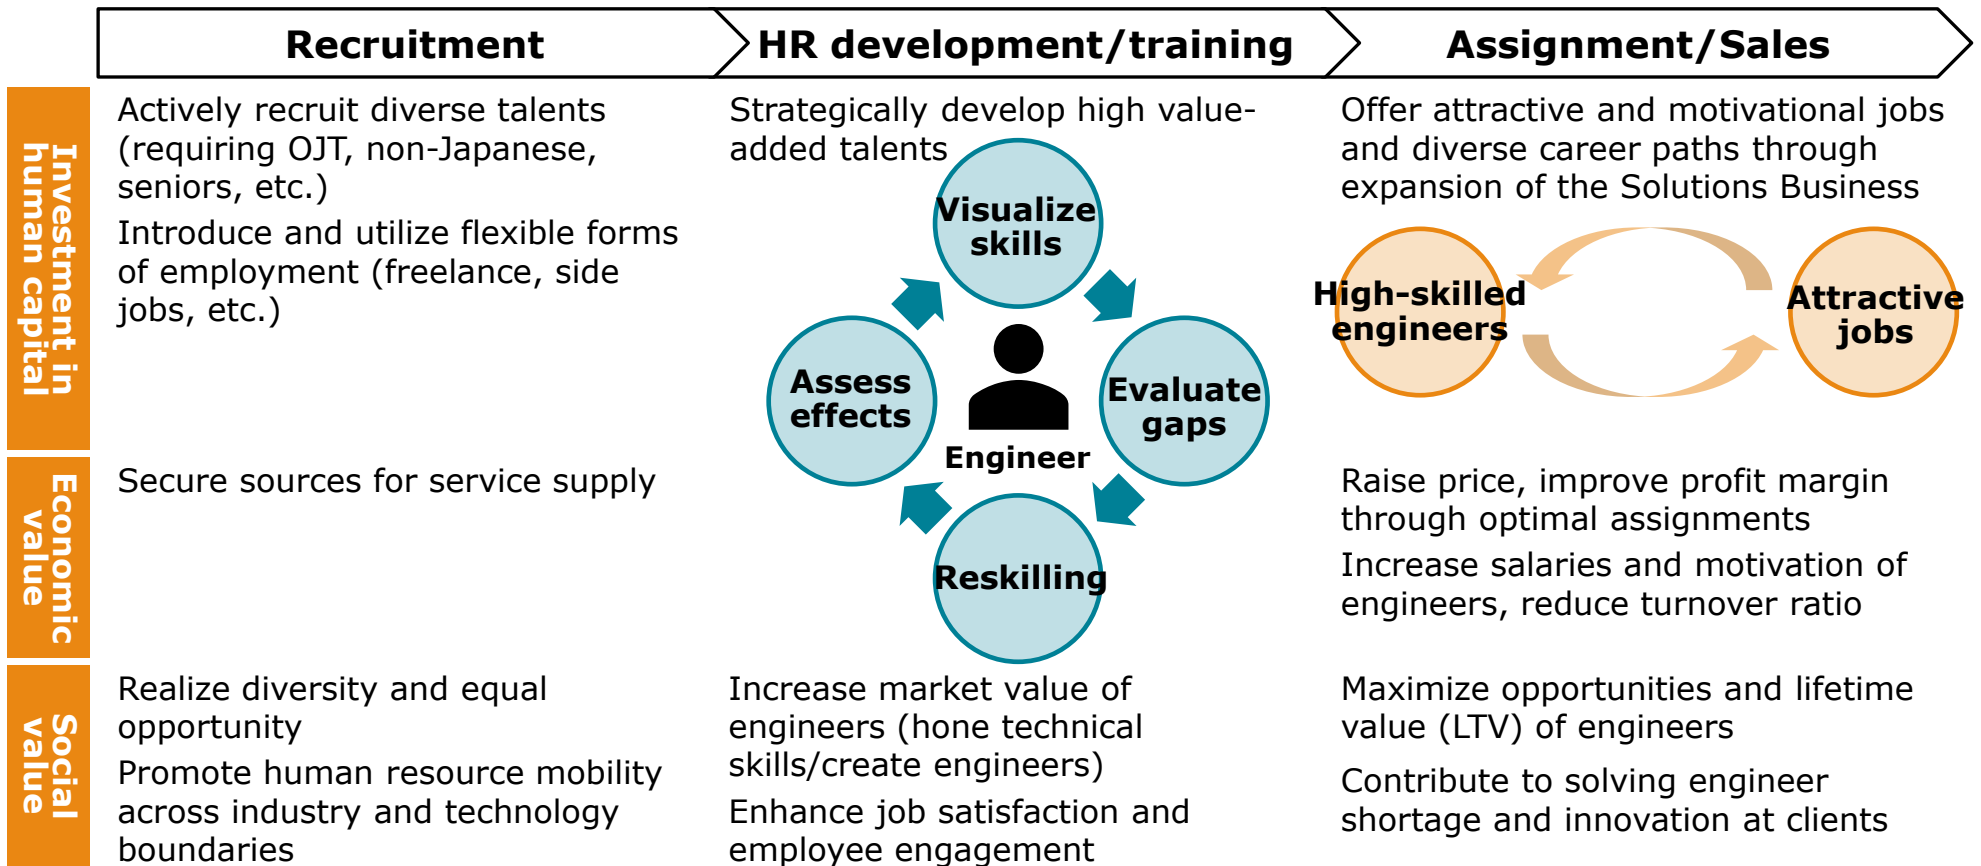 Recruitment
HR development/training
Assignment/Sales
Investment in
human capital
Actively recruit diverse talents
(requiring OJT, non-Japanese,
seniors, etc.)
Introduce and utilize flexible forms
of employment (freelance, side
jobs, etc.)
Strategically develop high value-
added talents
Visualize
skills
Evaluate
gaps
Reskilling
Assess
effects
Engineer
Offer attractive and motivational jobs
and diverse career paths through
expansion of the Solutions Business
High-skilled
engineers
Attractive
jobs
Economic
value
Secure sources for service supply
Raise price, improve profit margin
through optimal assignments
Increase salaries and motivation of
engineers, reduce turnover ratio
Social
value
Realize diversity and equal
opportunity
Promote human resource mobility
across industry and technology
boundaries
Increase market value of
engineers (hone technical
skills/create engineers)
Enhance job satisfaction and
employee engagement
Maximize opportunities and lifetime
value (LTV) of engineers
Contribute to solving engineer
shortage and innovation at clients